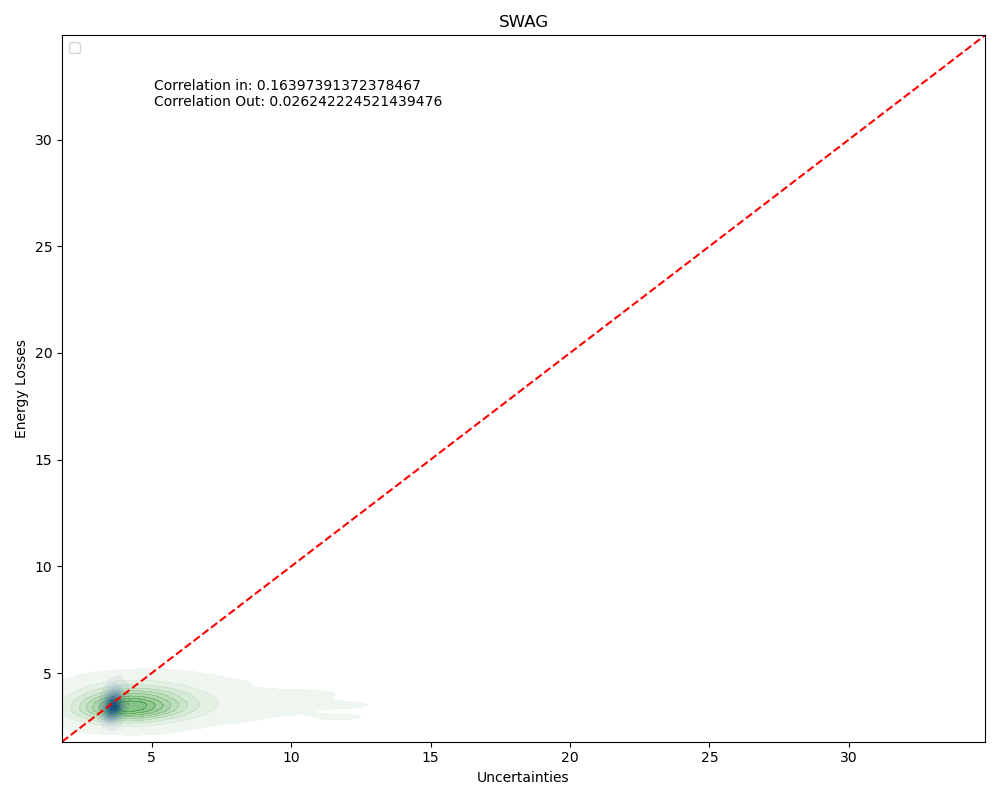 SWAG
Correlation in: 0.16397391372378467
Correlation Out: 0.026242224521439476
Energy Losses
30
25
20
15
10
5
5 10 15 20 25 30
Uncertainties